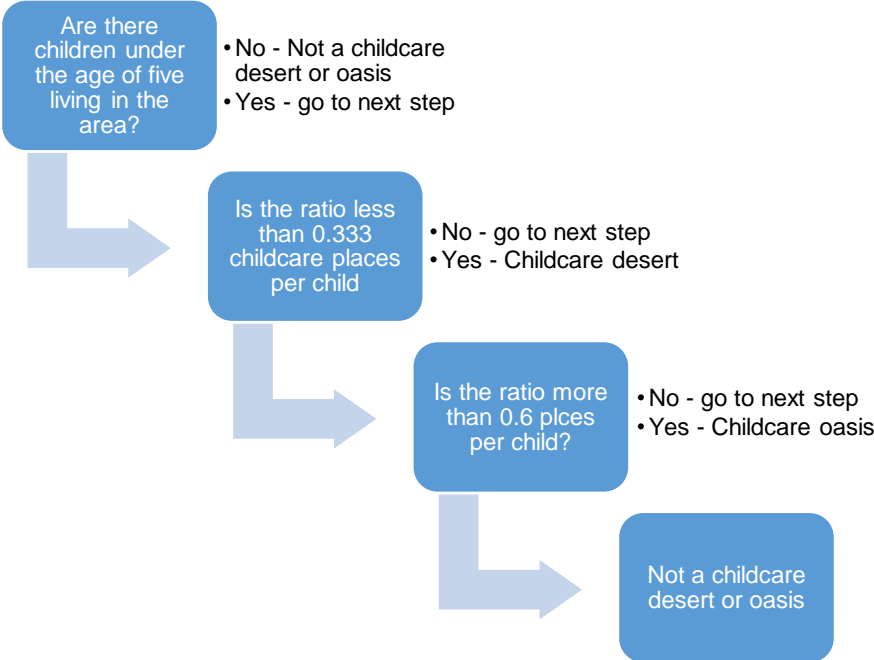 Are there
children under
the age of five
living in the
area?
• No - Not a childcare
desert or oasis
• Yes - go to next step
Is the ratio less
than 0.333
childcare places
per child
• No - go to next step
• Yes - Childcare desert
Is the ratio more
than 0.6 plces
per child?
• No - go to next step
• Yes - Childcare oasis
Not a childcare
desert or oasis